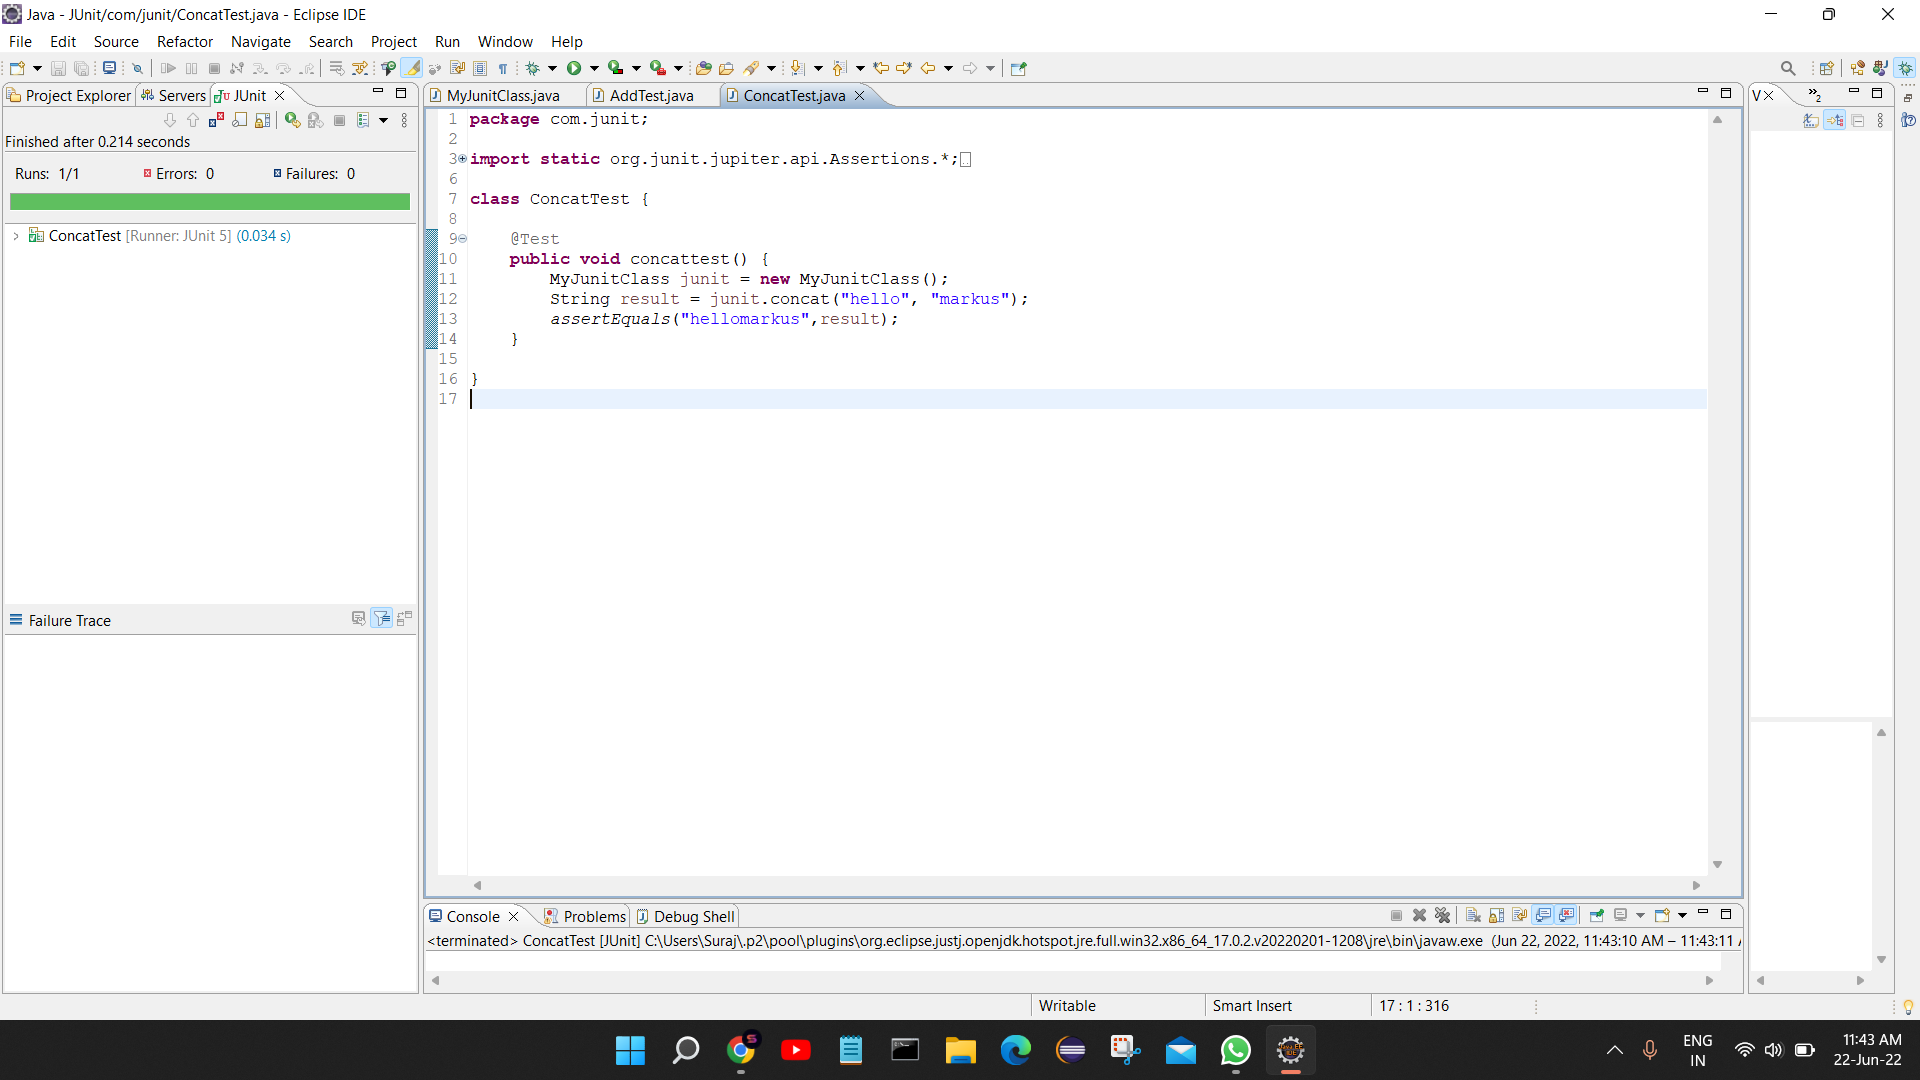 Java - JUnit/com/junit/ConcatTest.java - Eclipse IDE
File Edit Source Refactor Navigate Search Project Run Window Help
Project Explorer Servers JUnit
MyJunitClass.java AddTest.java ConcatTest.java
V
2
Finished after 0.214 seconds
Runs: 1/1 Errors: 0 Failures: 0
ConcatTest [Runner: JUnit 5] (0.034 s)
Failure Trace
1 package com.junit;
2
3 import static org.junit.jupiter.api.Assertions.*;
6
7 class ConcatTest {
8
9 @Test
10 public void concattest() {
11 MyJunitClass junit = new MyJunitClass();
12 String result = junit.concat("hello", "markus");
13 assertEquals("hellomarkus",result);
14 }
15
16 }
17
Console Problems Debug Shell
<terminated> ConcatTest [JUnit] C:\Users\Suraj\.p2\pool\plugins\org.eclipse.justj.openjdk.hotspot.jre.full.win32.x86_64_17.0.2.v20220201-1208\jre\bin\javaw.exe (Jun 22, 2022, 11:43:10 AM – 11:43:11
Writable Smart Insert 17 : 1 : 316
ENG
IN
11:43 AM
22-Jun-22